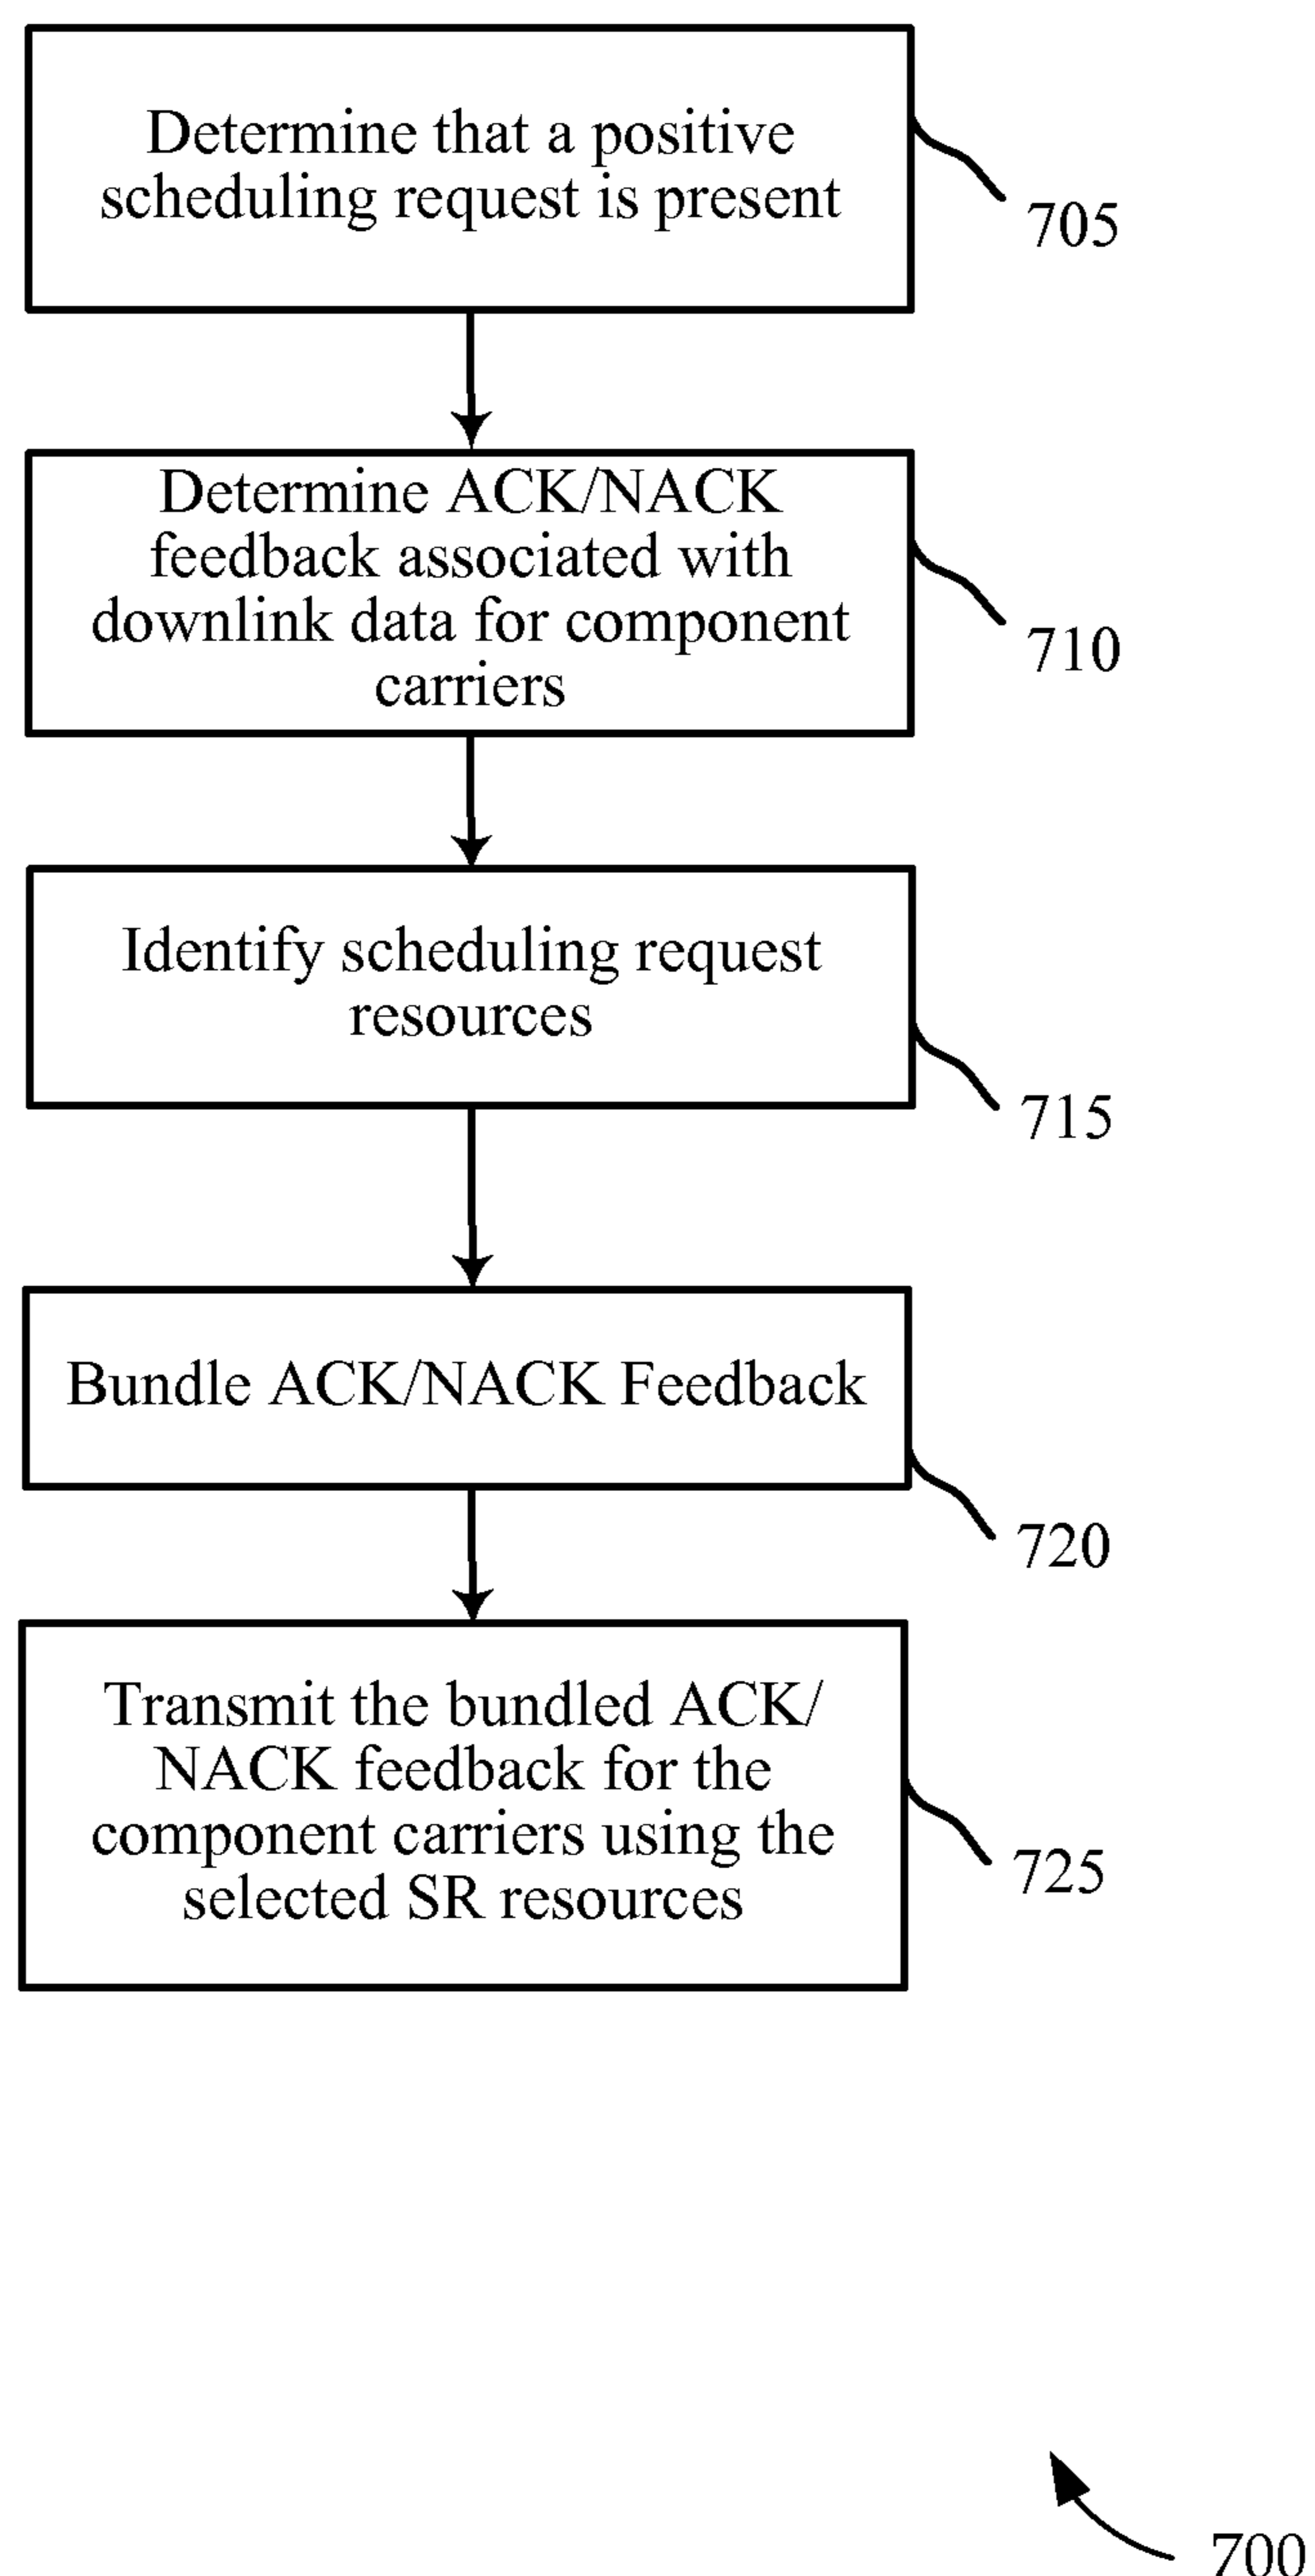 Determine that a positive
scheduling request is present
705
Determine ACK/NACK
feedback associated with
downlink data for component
carriers
710
Identify scheduling request
resources
715
Bundle ACK/NACK Feedback
720
Transmit the bundled ACK/
NACK feedback for the
component carriers using the
selected SR resources
725
700